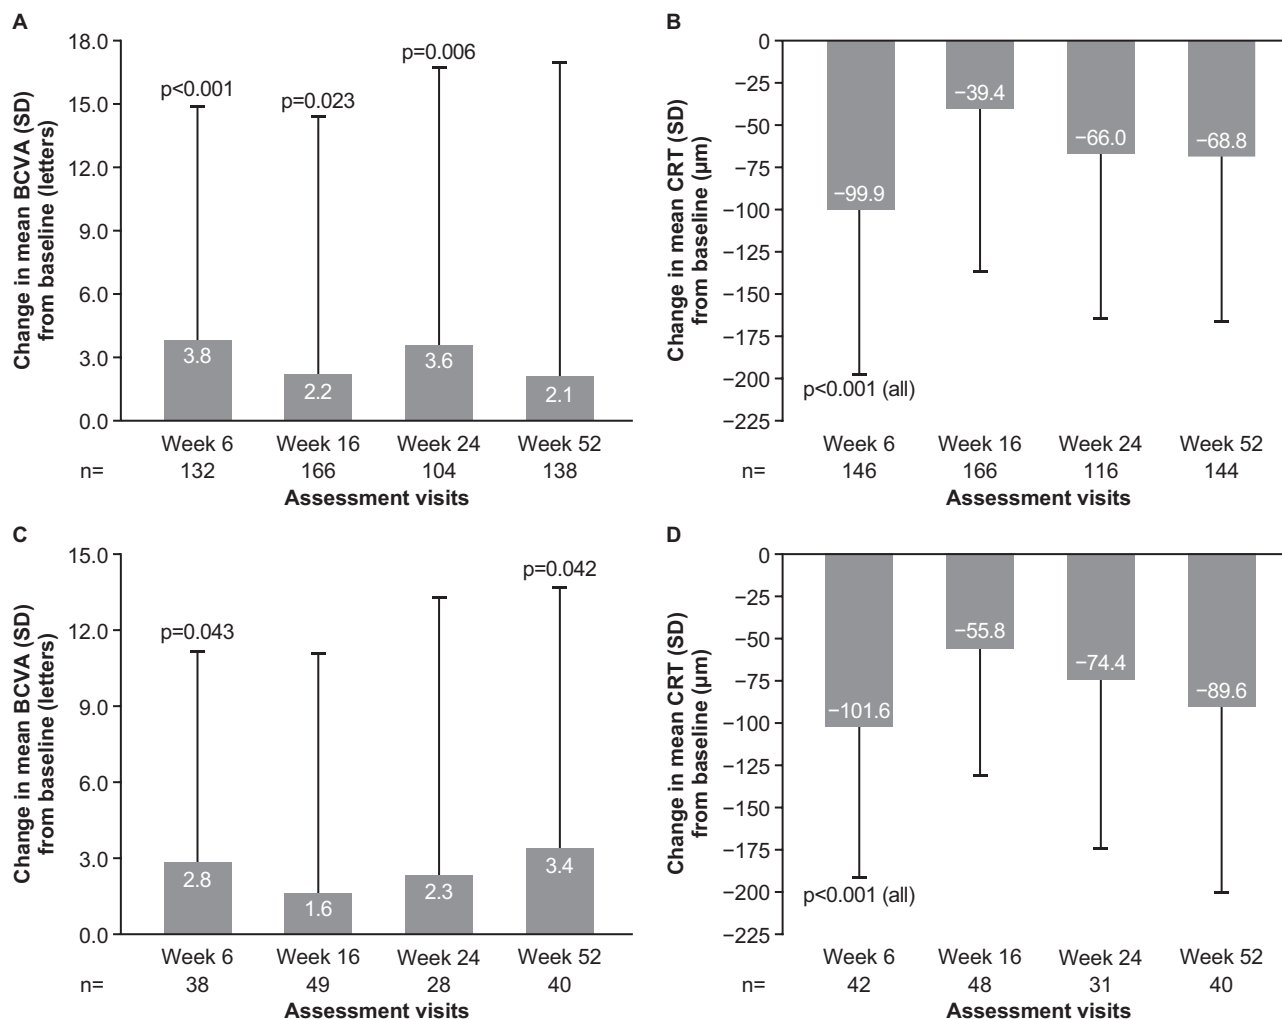 A
Change in mean BCVA (SD)
from baseline (letters)
18.0
15.0
12.0
9.0
6.0
3.0
0.0
p<0.001
p=0.023
p=0.006
3.8
2.2
3.6
2.1
Week 6 Week 16 Week 24 Week 52
n= 132 166 104 138
Assessment visits
B
Change in mean CRT (SD)
from baseline (μm)
0
−25
−50
−75
−100
−125
−150
−175
−200
−225
−99.9
−39.4
−66.0
−68.8
p<0.001 (all)
Week 6 Week 16 Week 24 Week 52
n= 146 166 116 144
Assessment visits
C
Change in mean BCVA (SD)
from baseline (letters)
15.0
12.0
9.0
6.0
3.0
0.0
p=0.043
p=0.042
2.8
1.6
2.3
3.4
Week 6 Week 16 Week 24 Week 52
n= 38 49 28 40
Assessment visits
D
Change in mean CRT (SD)
from baseline (μm)
0
−25
−50
−75
−100
−125
−150
−175
−200
−225
−101.6
−55.8
−74.4
−89.6
p<0.001 (all)
Week 6 Week 16 Week 24 Week 52
n= 42 48 31 40
Assessment visits